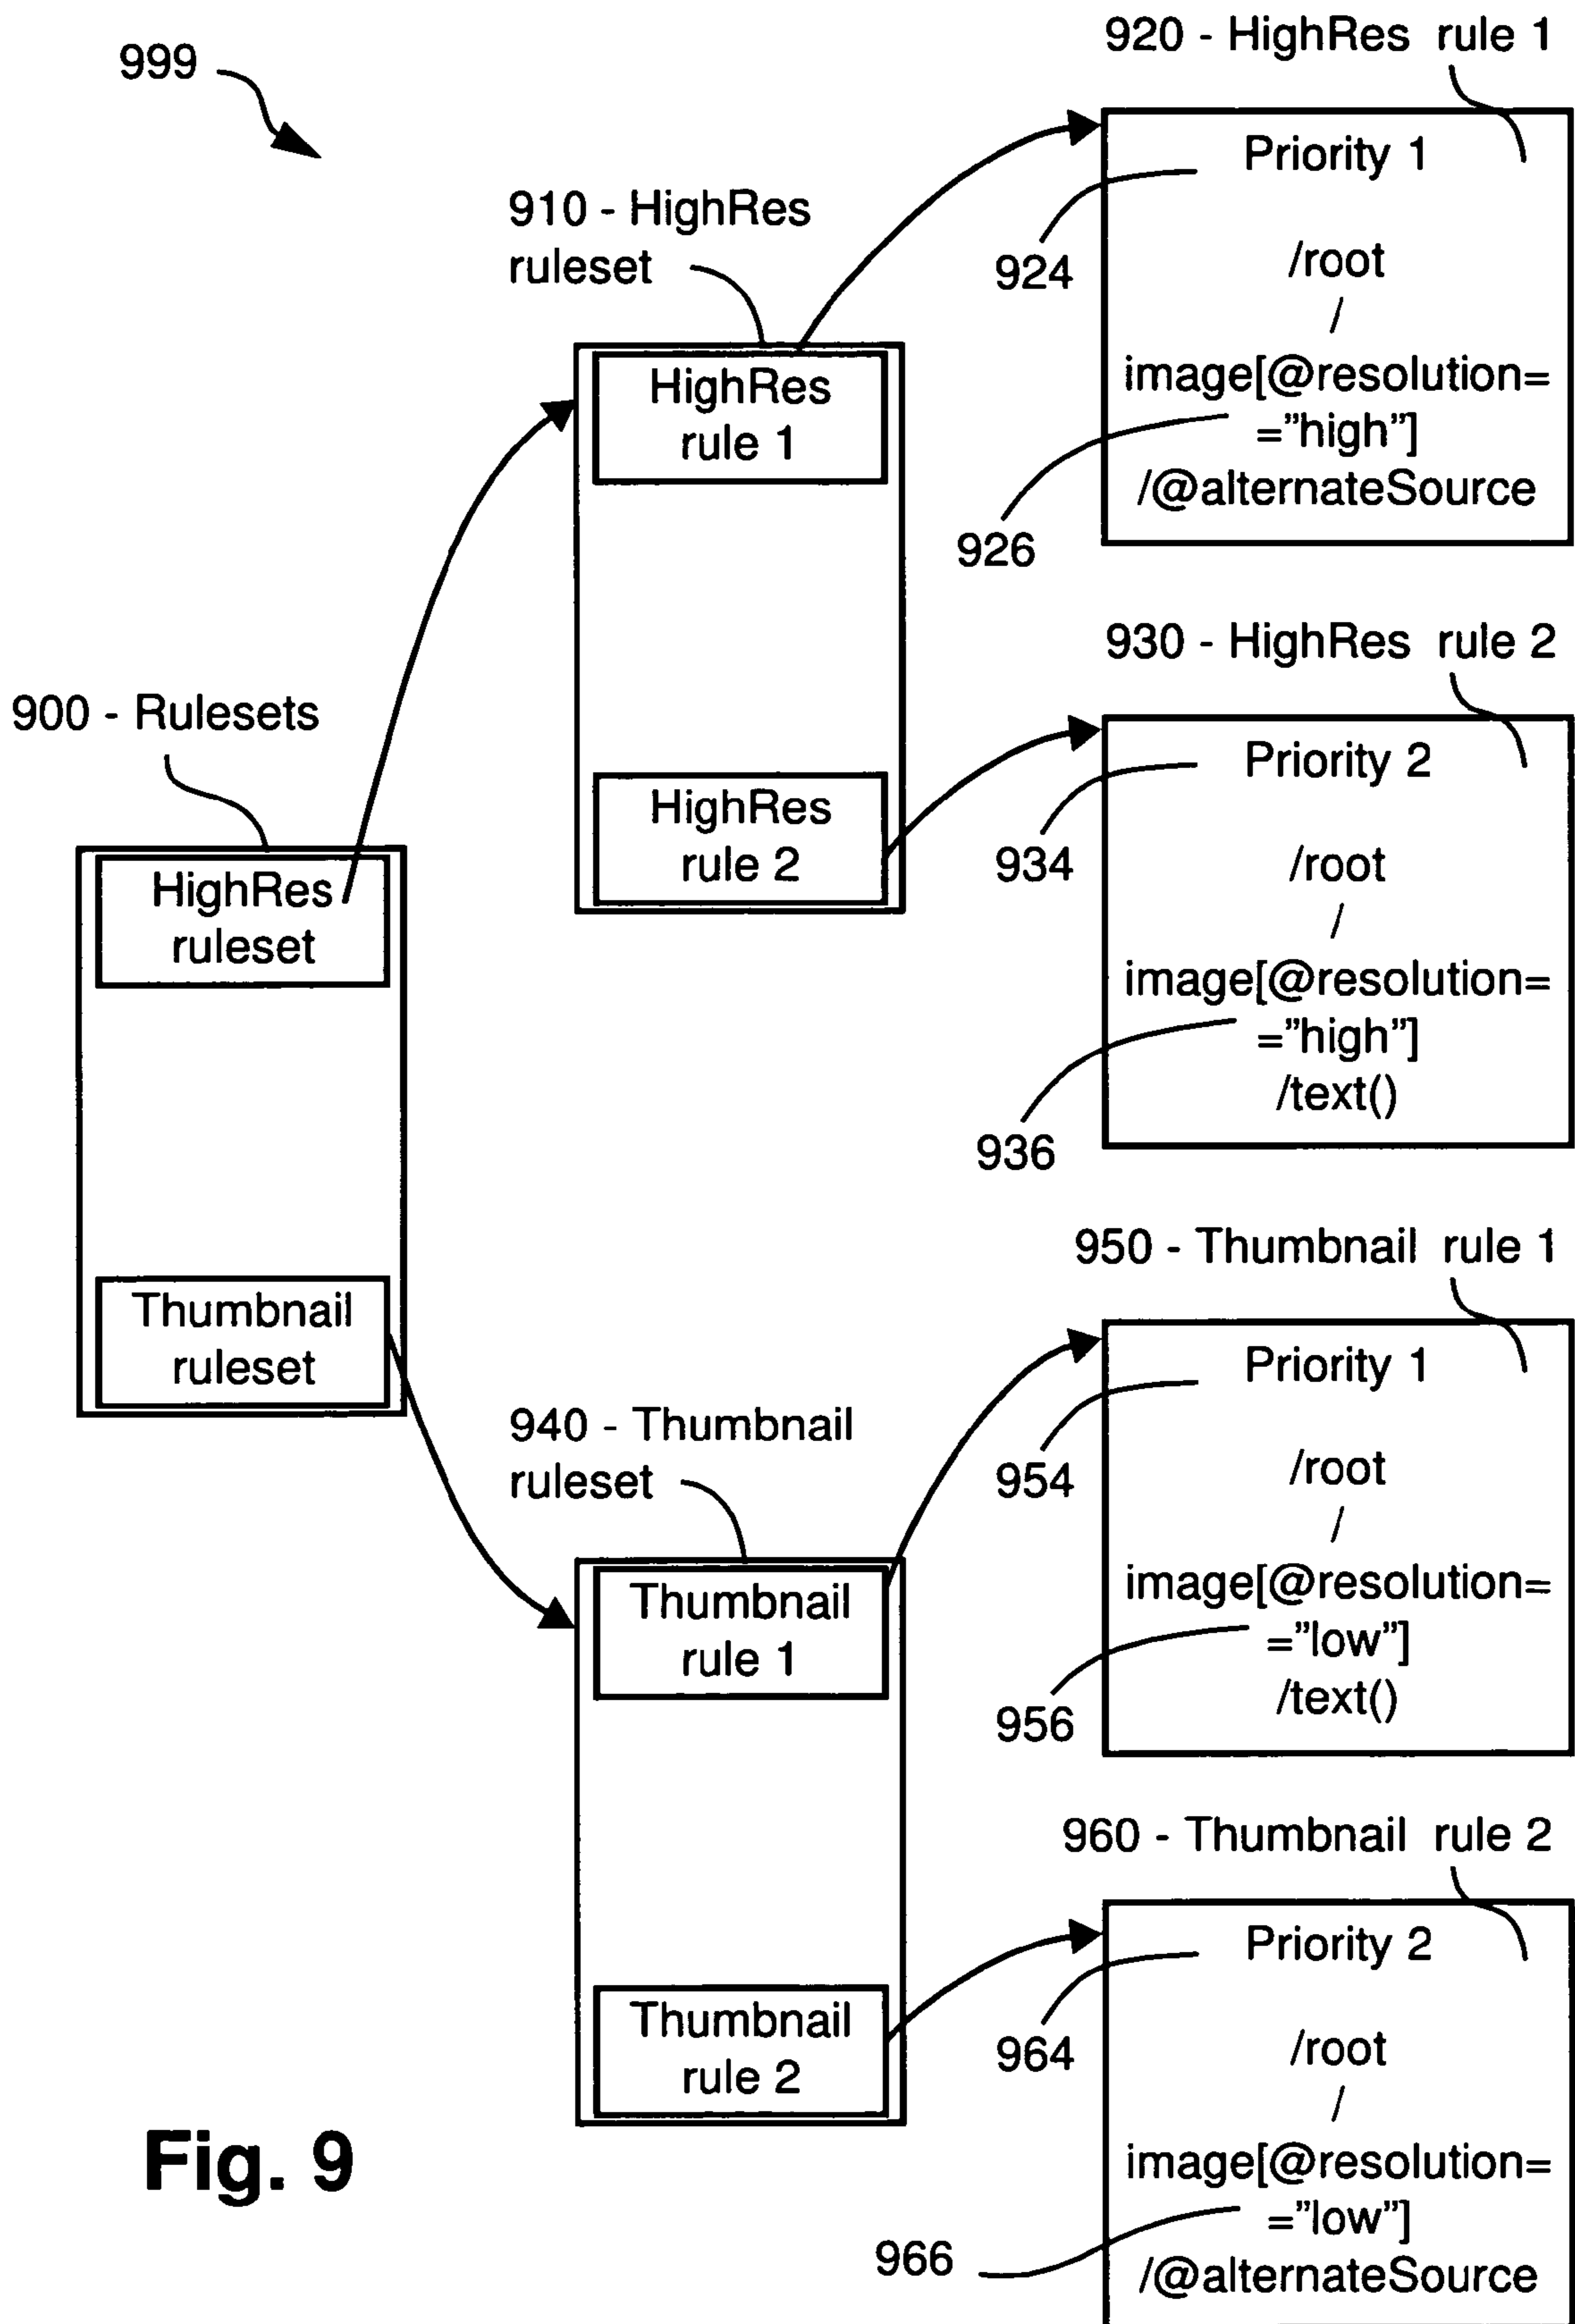 999
920 - HighRes rule 1
Priority 1
924
/root
/
image[@resolution=
="high"]
/@alternateSource
926
910 - HighRes
ruleset
HighRes
rule 1
HighRes
rule 2
930 - HighRes rule 2
Priority 2
934
/root
/
image[@resolution=
="high"]
/text()
936
900 - Rulesets
HighRes
ruleset
Thumbnail
ruleset
950 - Thumbnail rule 1
Priority 1
954
/root
/
image[@resolution=
="low"]
/text()
956
940 - Thumbnail
ruleset
Thumbnail
rule 1
Thumbnail
rule 2
960 - Thumbnail rule 2
Priority 2
964
/root
/
image[@resolution=
="low"]
/@alternateSource
966
Fig. 9